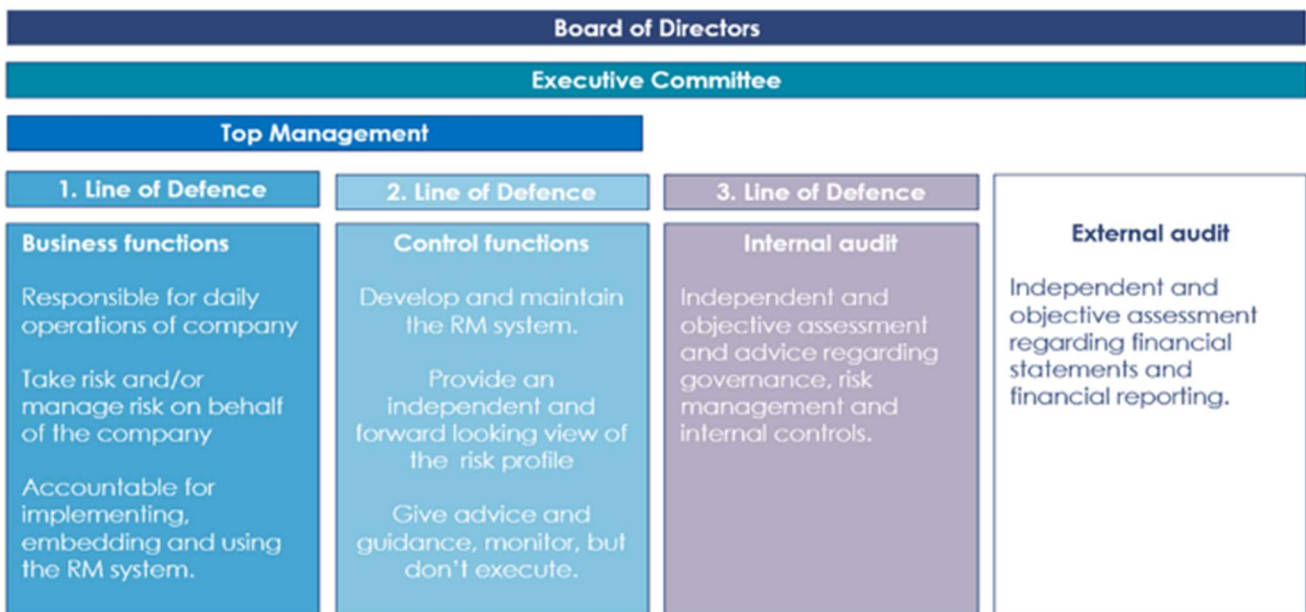 Board of Directors
Executive Committee
Top Management
1. Line of Defence
2. Line of Defence
3. Line of Defence
Business functions
Responsible for daily
operations of company
Take risk and/or
manage risk on behalf
of the company
Accountable for
implementing,
embedding and using
the RM system.
Control functions
Develop and maintain
the RM system.
Provide an
independent and
forward looking view of
the risk profile
Give advice and
guidance, monitor, but
don't execute.
Internal audit
Independent and
objective assessment
and advice regarding
governance, risk
management and
internal controls.
External audit
Independent and
objective assessment
regarding financial
statements and
financial reporting.